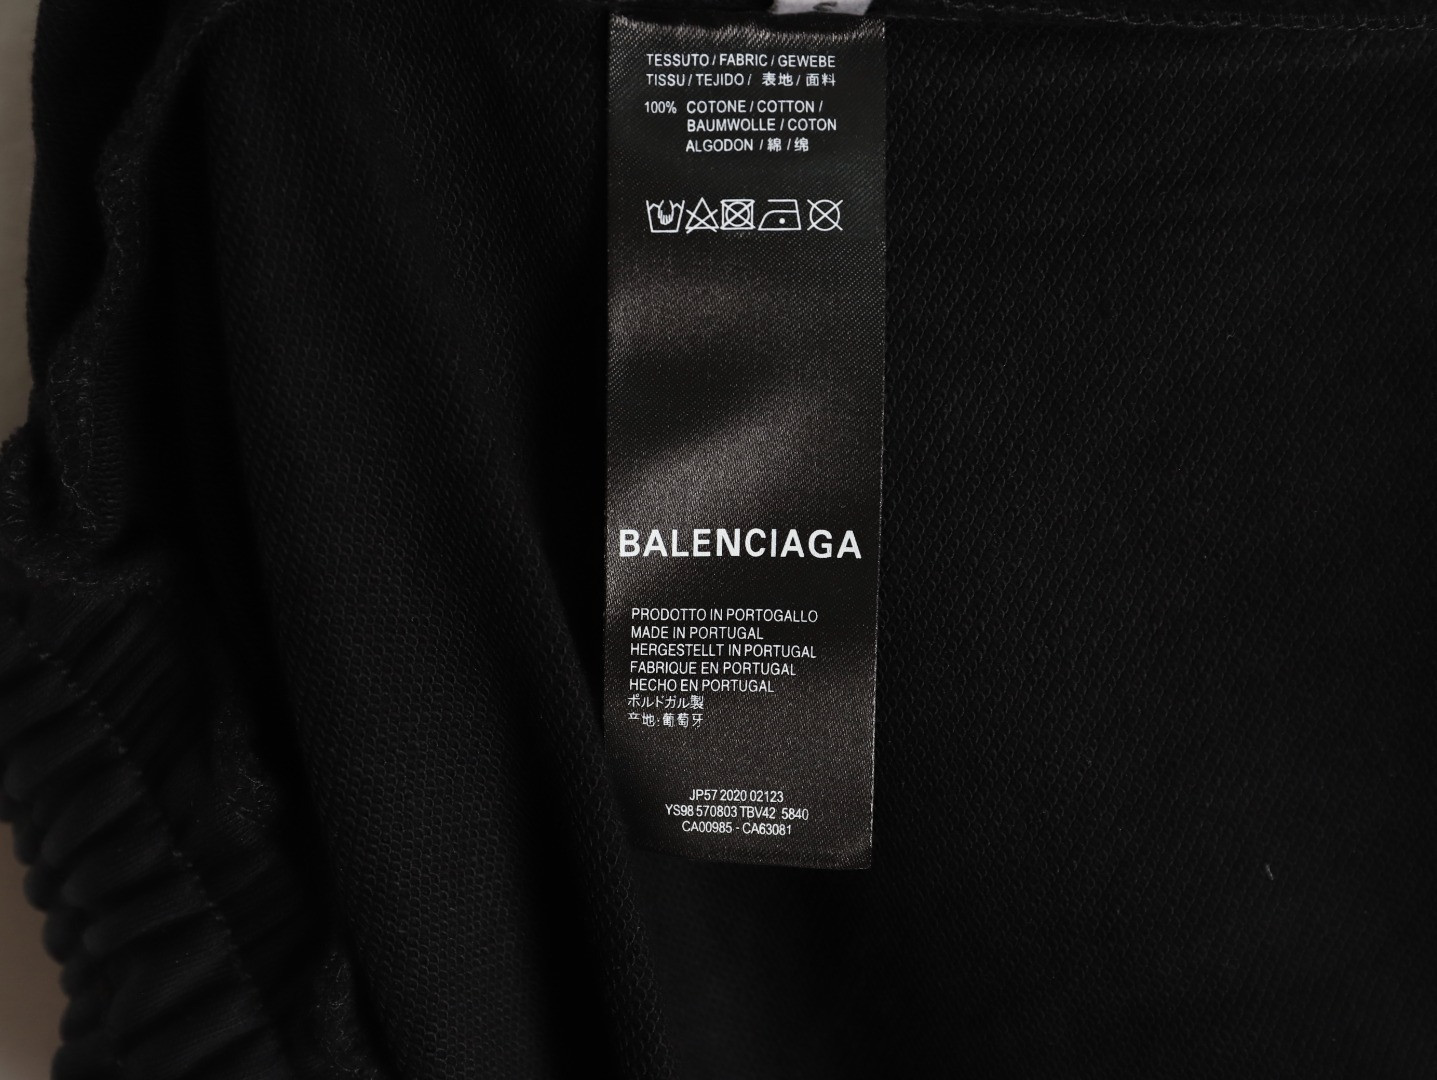 TESSUTO / FABRIC / GEWEBE
TISSU / TEJIDO / 表地 / 面料
100% COTONE / COTTON /
BAUMWOLLE / COTON
ALGODON / 綿 / 绵
BALENCIAGA
PRODOTTO IN PORTOGALLO
MADE IN PORTUGAL
HERGESTELLT IN PORTUGAL
FABRIQUE EN PORTUGAL
HECHO EN PORTUGAL
ポルドガル製
产地:葡萄牙
JP57 2020 02123
YS98 570803 TBV42 5840
CA00985 - CA63081